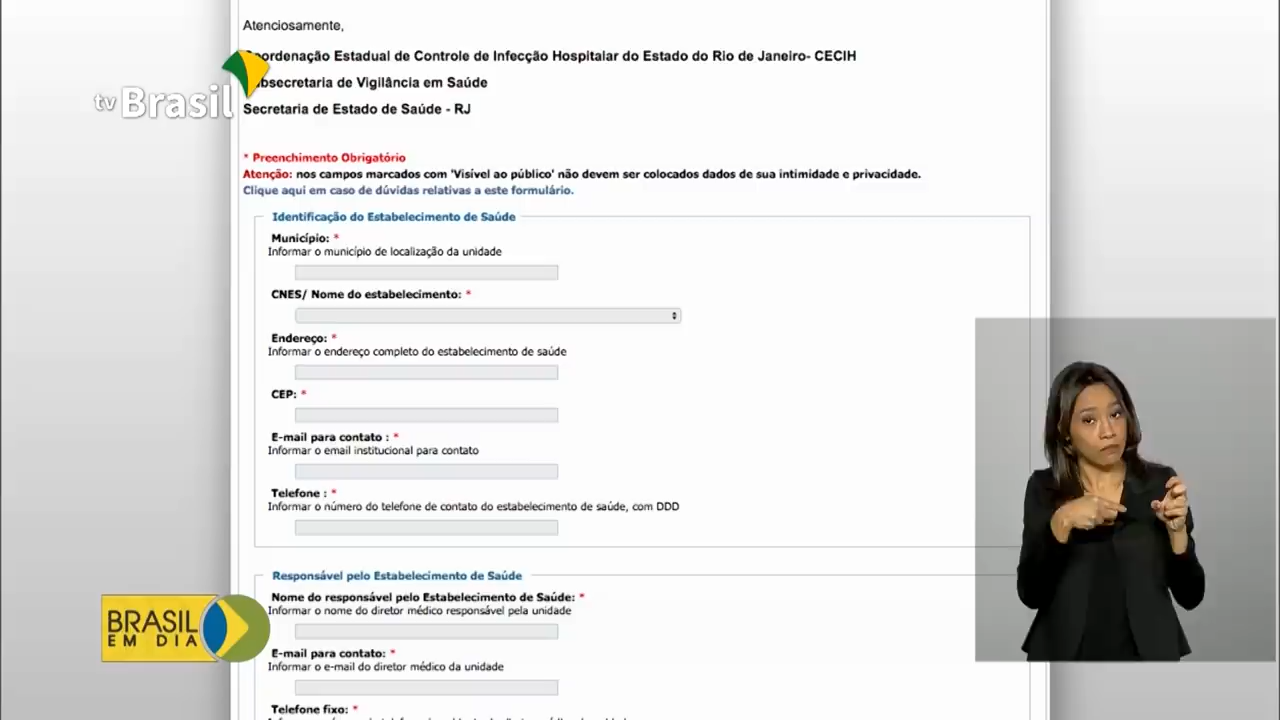 Atenciosamente,
oordenação Estadual de Controle de Infecção Hospitalar do Estado do Rio de Janeiro- CECIH
tv Brasil
bsecretaria de Vigilância em Saúde
Secretaria de Estado de Saúde - RJ
* Preenchimento Obrigatório
Atenção: nos campos marcados com 'Visível ao público' não devem ser colocados dados de sua intimidade e privacidade.
Clique aqui em caso de dúvidas relativas a este formulário.
Identificação do Estabelecimento de Saúde
Município: *
Informar o município de localização da unidade
CNES/ Nome do estabelecimento: *
Endereço: *
Informar o endereço completo do estabelecimento de saúde
CEP: *
E-mail para contato : *
Informar o email institucional para contato
Telefone : *
Informar o número do telefone de contato do estabelecimento de saúde, com DDD
Responsável pelo Estabelecimento de Saúde
Nome do responsável pelo Estabelecimento de Saúde: *
Informar o nome do diretor médico responsável pela unidade
BRASIL
EM DIA
E-mail para contato: *
Informar o e-mail do diretor médico da unidade
Telefone fixo: *